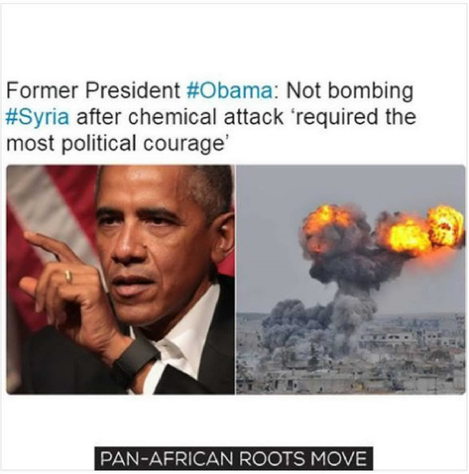 Former President #Obama: Not bombing
#Syria after chemical attack ‘required the
most political courage’
PAN-AFRICAN ROOTS MOVE